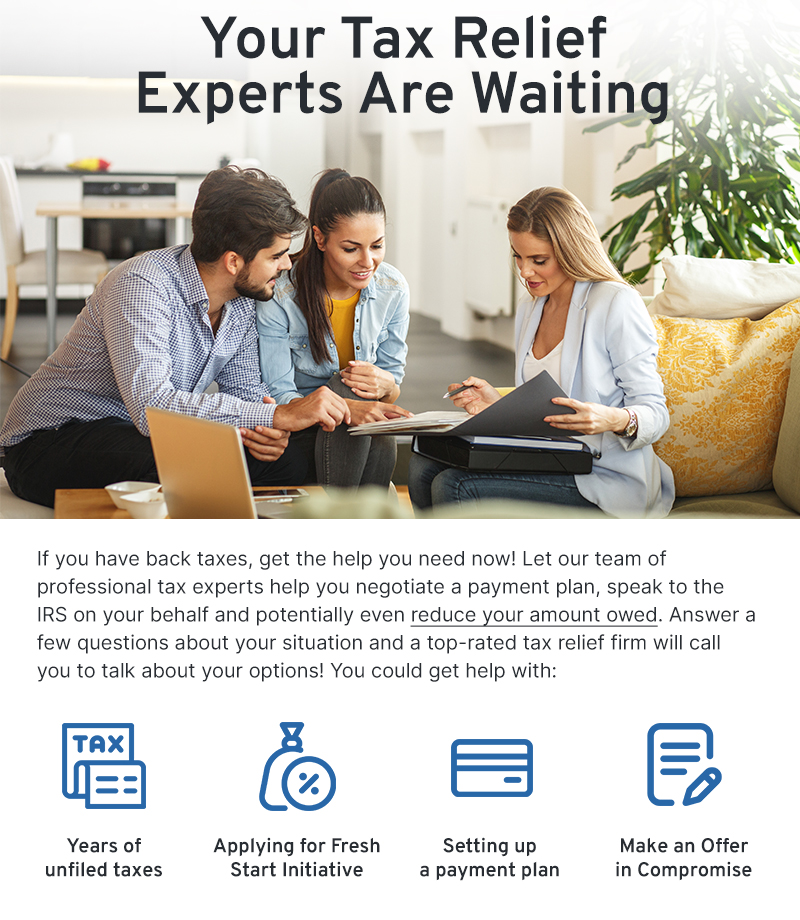 Your Tax Relief
Experts Are Waiting
If you have back taxes, get the help you need now! Let our team of
professional tax experts help you negotiate a payment plan, speak to the
IRS on your behalf and potentially even reduce your amount owed. Answer a
few questions about your situation and a top-rated tax relief firm will call
you to talk about your options! You could get help with:
TAX
Years of
unfiled taxes
Applying for Fresh
Start Initiative
Setting up
a payment plan
Make an Offer
in Compromise